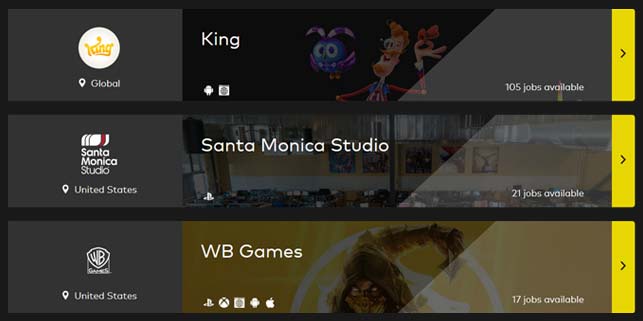 King
King
Global
105 jobs available
Santa Monica Studio
Santa
Monica
Studio
United States
21 jobs available
WB Games
WB
GAMES
United States
17 jobs available